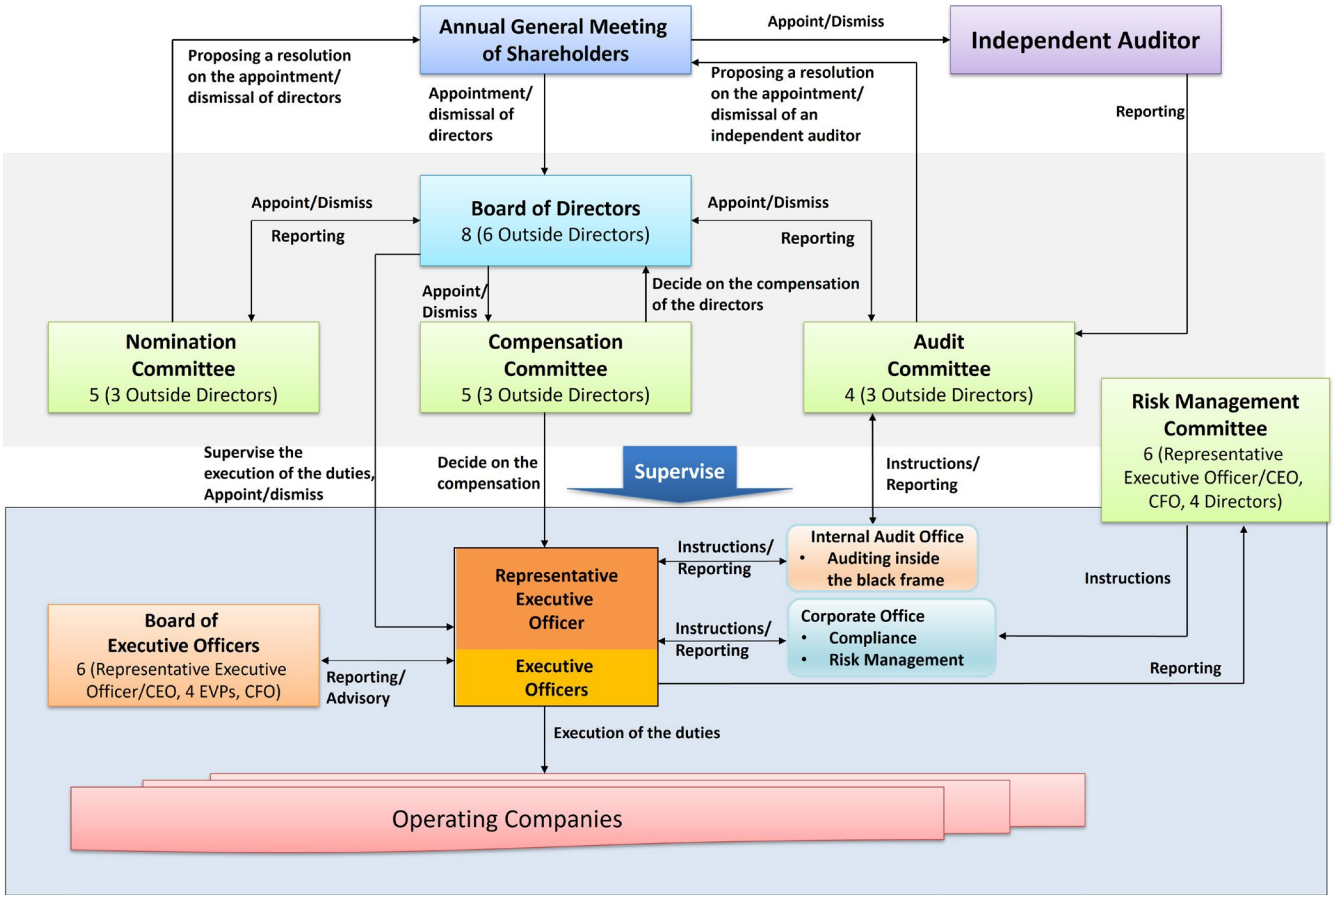 Annual General Meeting
of Shareholders
Appoint/Dismiss
Independent Auditor
Proposing a resolution
on the appointment/
dismissal of directors
Appointment/
dismissal of
directors
Proposing a resolution
on the appointment/
dismissal of an
independent auditor
Reporting
Appoint/Dismiss
Reporting
Board of Directors
8 (6 Outside Directors)
Appoint/Dismiss
Reporting
Appoint/
Dismiss
Decide on the compensation
of the directors
Nomination
Committee
5 (3 Outside Directors)
Compensation
Committee
5 (3 Outside Directors)
Audit
Committee
4 (3 Outside Directors)
Risk Management
Committee
6 (Representative
Executive Officer/CEO,
CFO, 4 Directors)
Supervise the
execution of the duties,
Appoint/dismiss
Decide on the
compensation
Supervise
Instructions/
Reporting
Representative
Executive
Officer
Executive
Officers
Instructions/
Reporting
Internal Audit Office
• Auditing inside
the black frame
Instructions/
Reporting
Corporate Office
• Compliance
• Risk Management
Instructions
Reporting
Board of
Executive Officers
6 (Representative Executive
Officer/CEO, 4 EVPs, CFO)
Reporting/
Advisory
Execution of the duties
Operating Companies